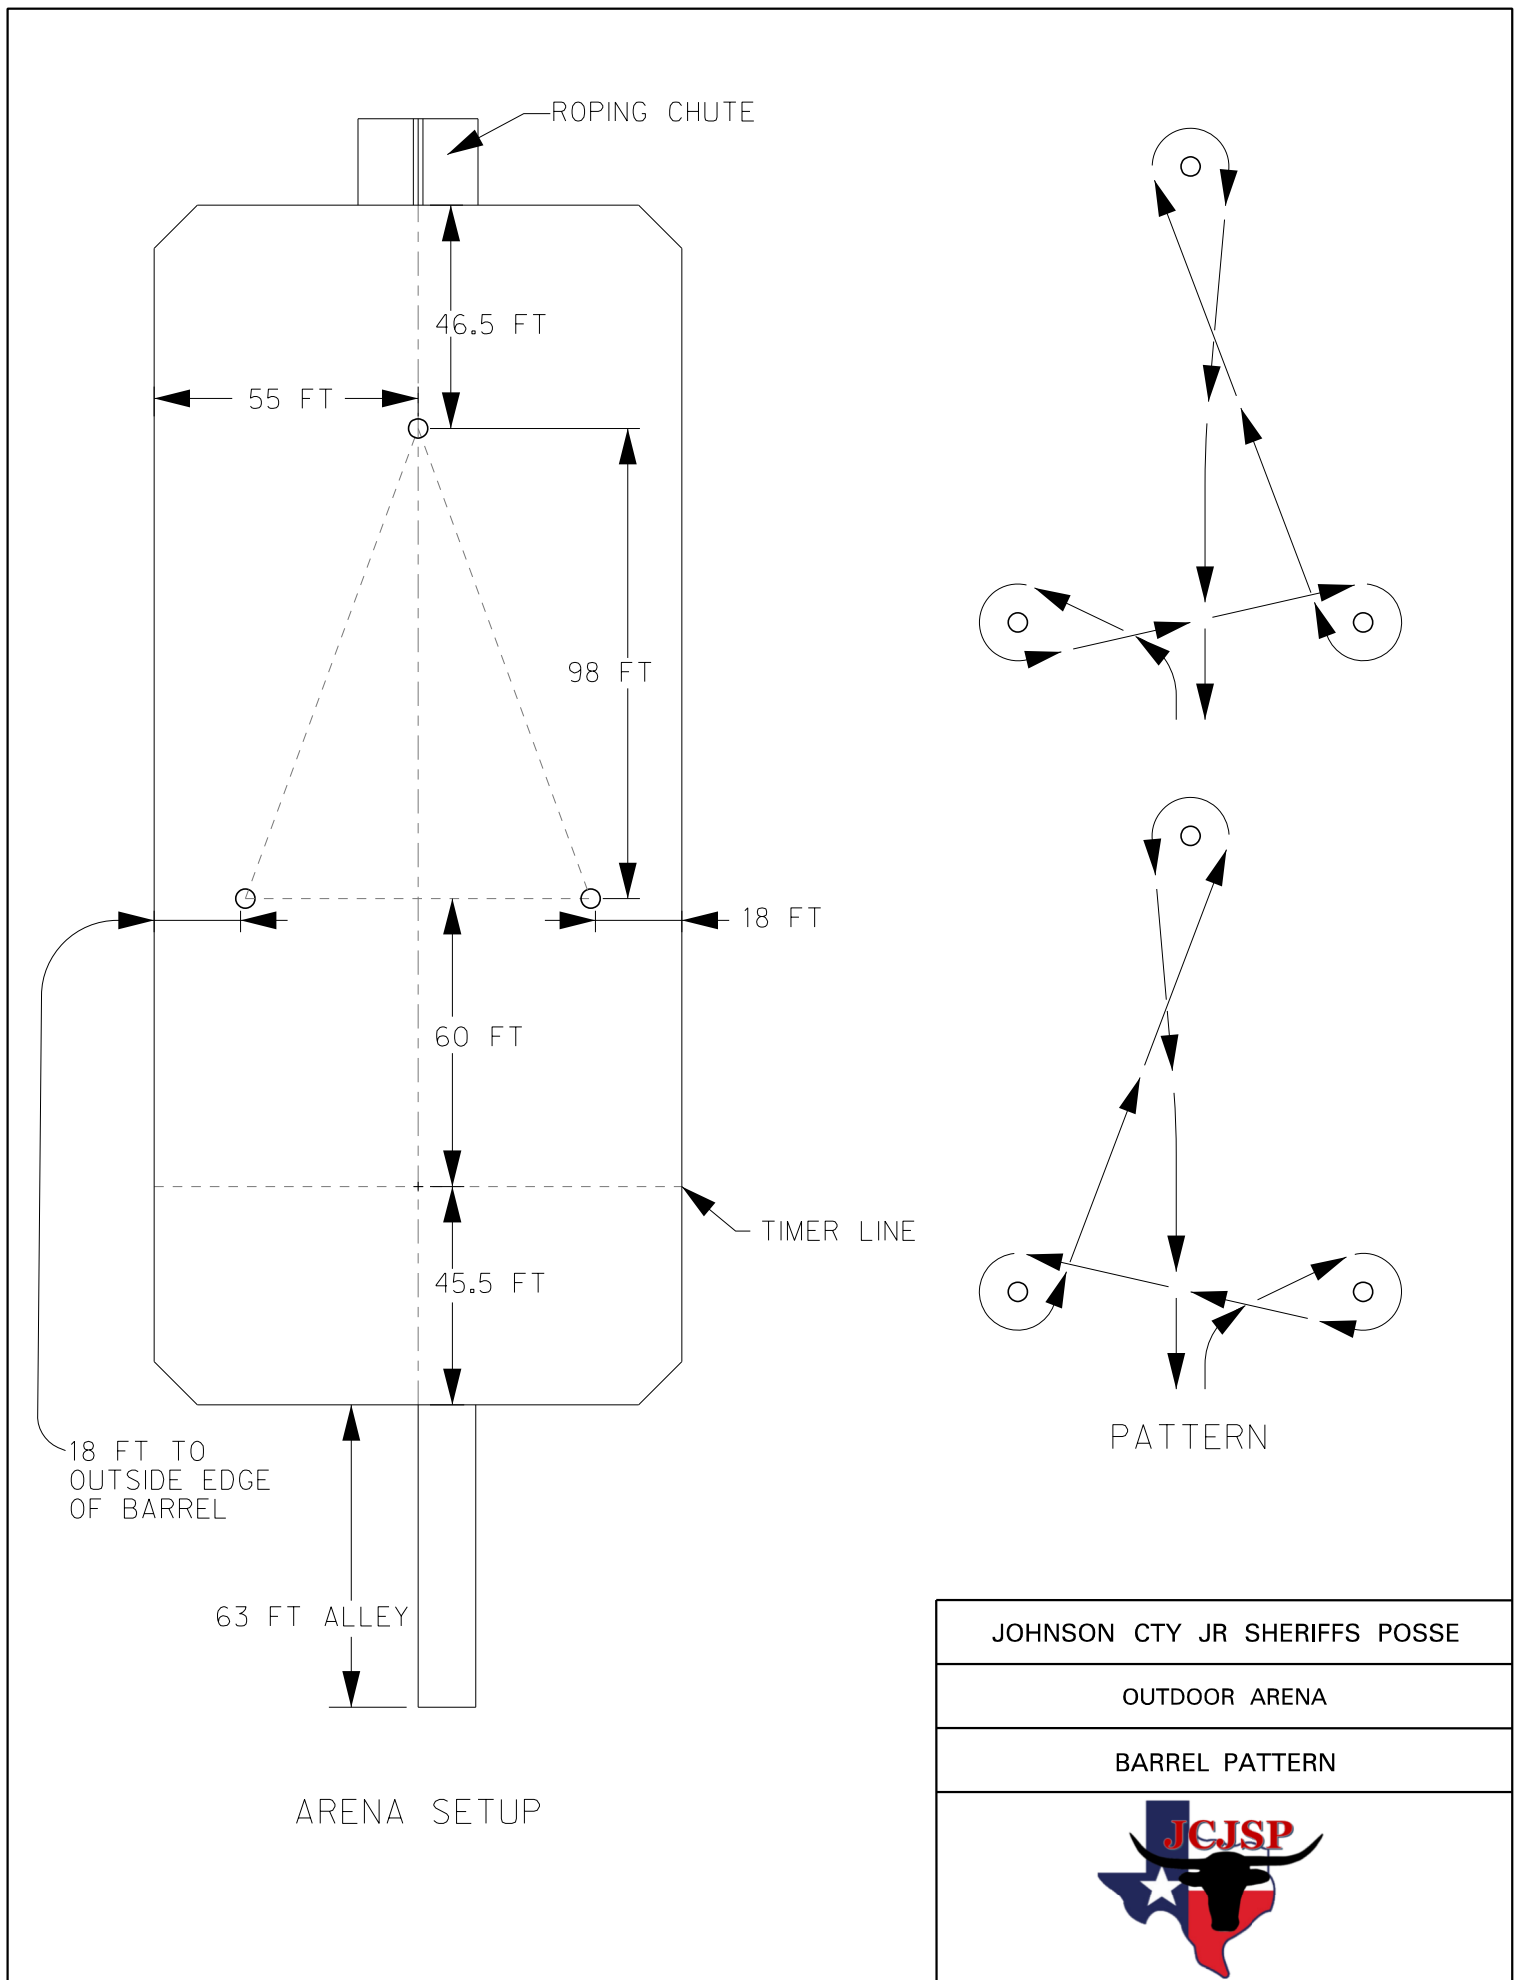 ROPING CHUTE
46.5 FT
55 FT
98 FT
18 FT
60 FT
TIMER LINE
45.5 FT
18 FT TO
OUTSIDE EDGE
OF BARREL
63 FT ALLEY
ARENA SETUP
PATTERN
JOHNSON CTY JR SHERIFFS POSSE
OUTDOOR ARENA
BARREL PATTERN
JCJSP